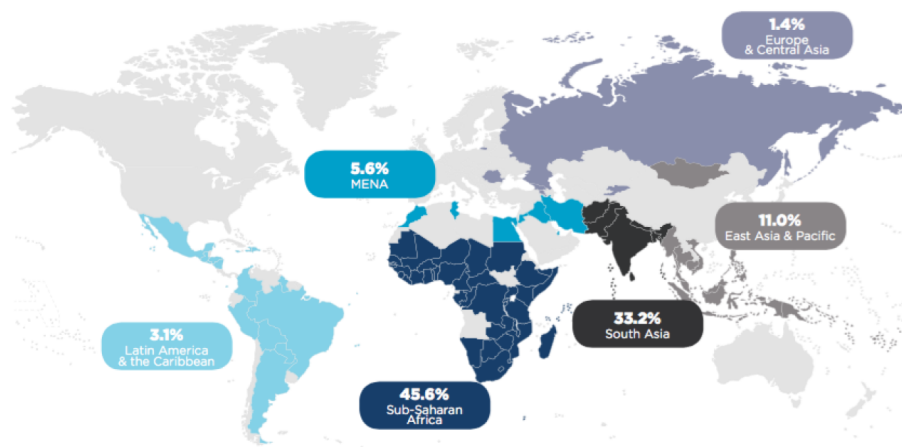 1.4%
Europe
& Central Asia
5.6%
MENA
11.0%
East Asia & Pacific
33.2%
South Asia
3.1%
Latin America
& the Caribbean
45.6%
Sub-Saharan
Africa